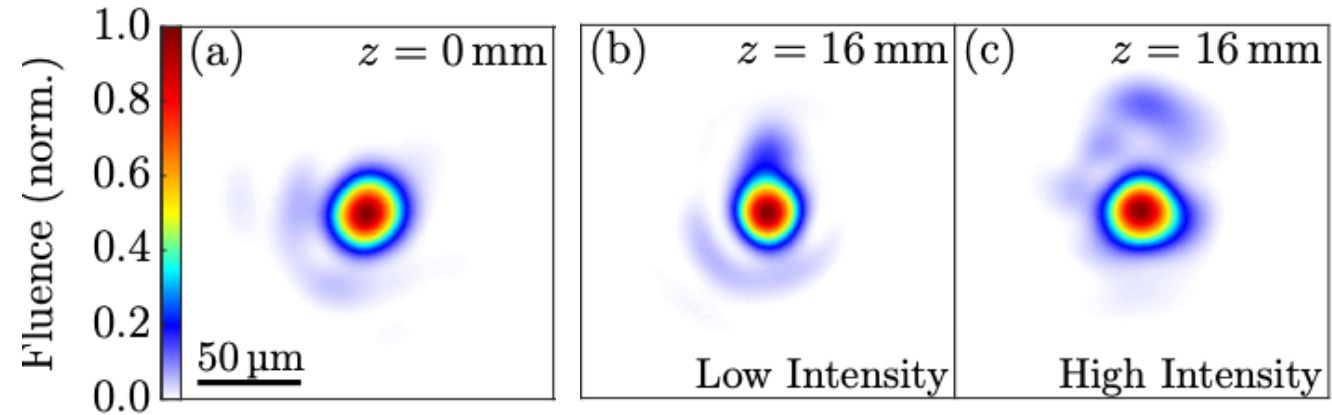 Fluence (norm.)
1.0
0.8
0.6
0.4
0.2
0.0
(a) z = 0 mm
50 µm
(b) z = 16 mm
Low Intensity
(c) z = 16 mm
High Intensity